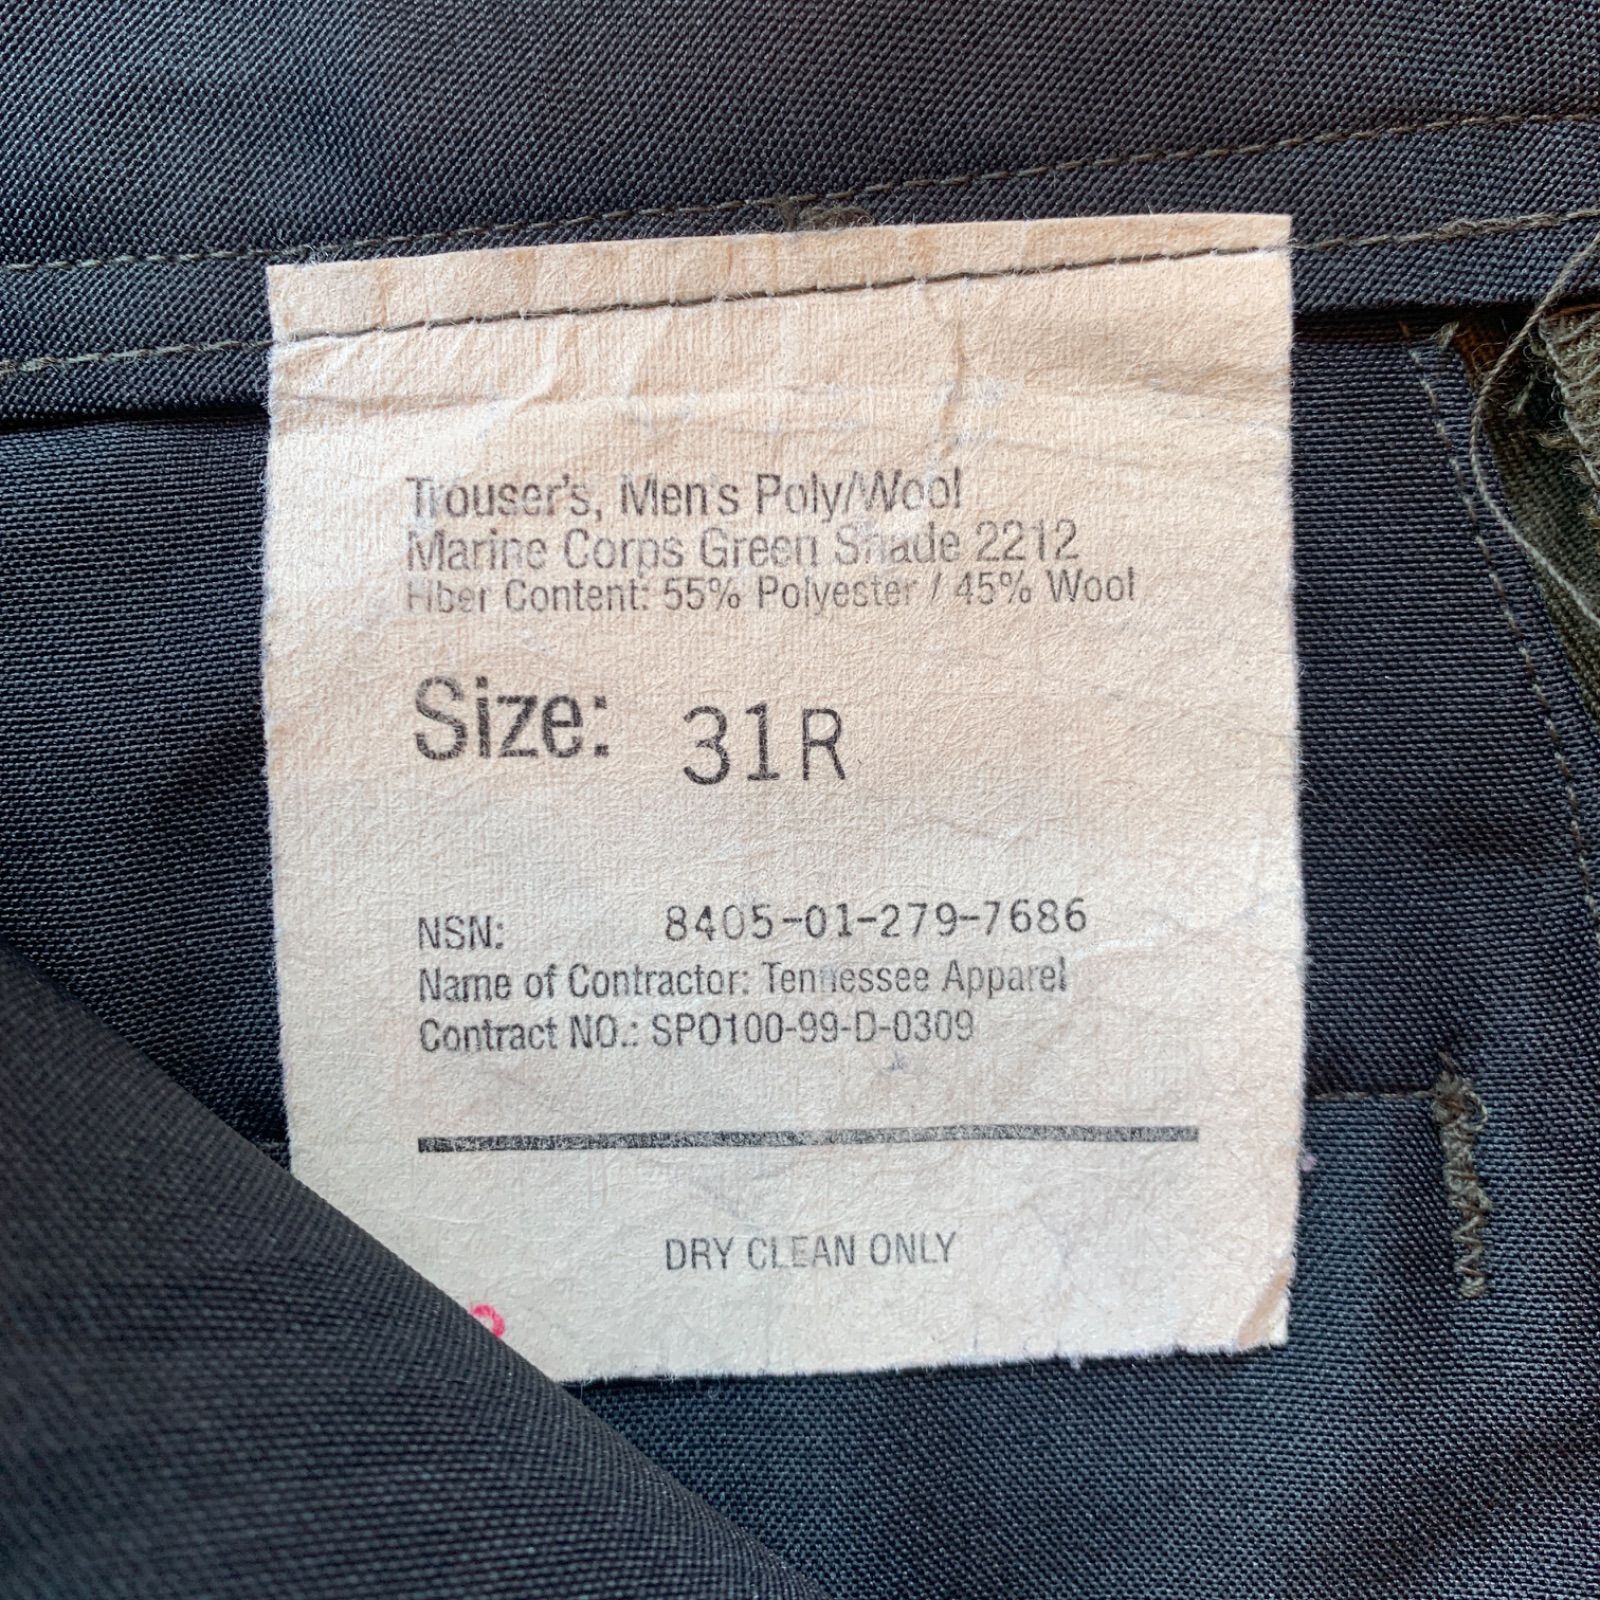 Trouser's, Men's Poly/Wool
Marine Corps Green Shade 2212
Fiber Content: 55% Polyester / 45% Wool
Size: 31R
NSN: 8405-01-279-7686
Name of Contractor: Tennessee Apparel
Contract NO.: SPO100-99-D-0309
DRY CLEAN ONLY